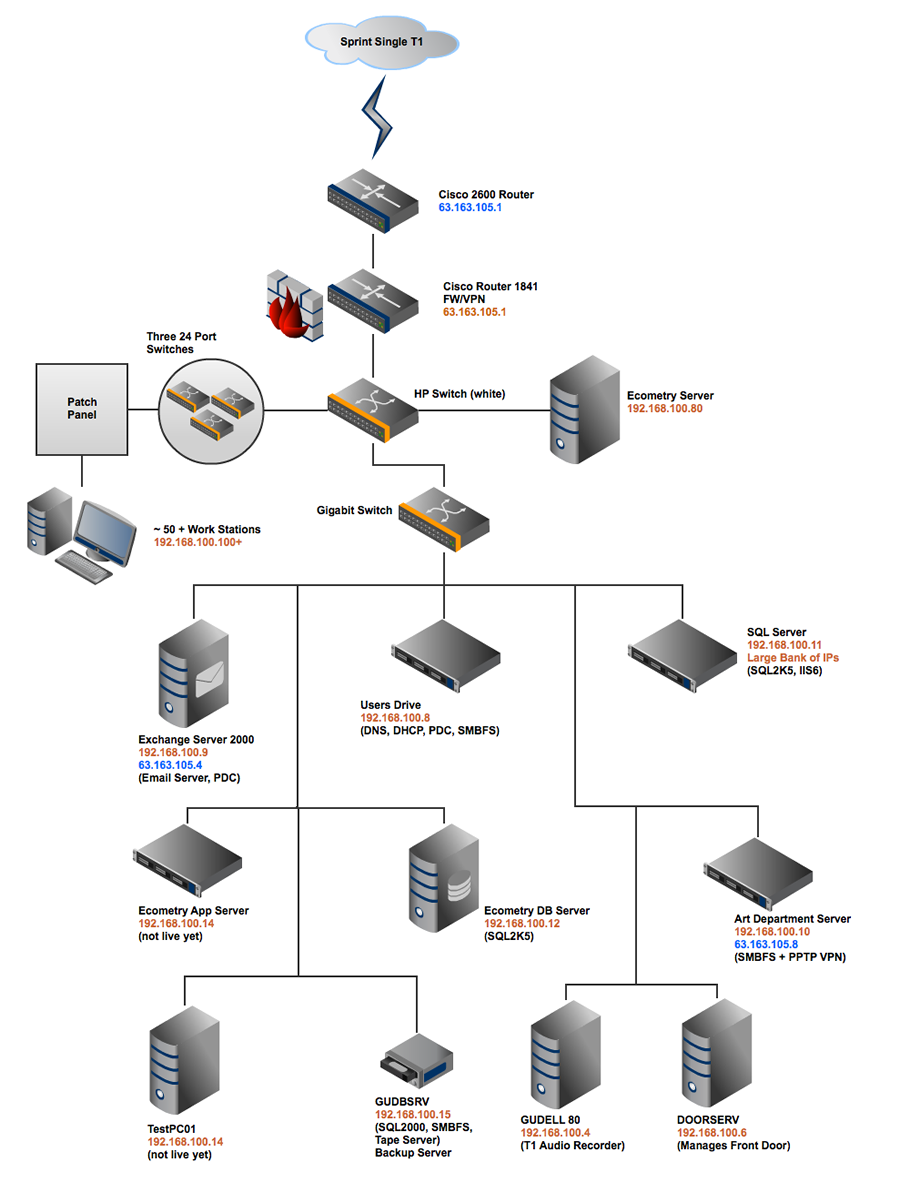 Sprint Single T1
Cisco 2600 Router
63.163.105.1
Cisco Router 1841
FW/VPN
63.163.105.1
Three 24 Port
Switches
HP Switch (white)
Patch
Panel
Ecometry Server
192.168.100.80
Gigabit Switch
~ 50 + Work Stations
192.168.100.100+
SQL Server
192.168.100.11
Large Bank of IPs
(SQL2K5, IIS6)
Users Drive
192.168.100.8
(DNS, DHCP, PDC, SMBFS)
Exchange Server 2000
192.168.100.9
63.163.105.4
(Email Server, PDC)
Ecometry App Server
192.168.100.14
(not live yet)
Ecometry DB Server
192.168.100.12
(SQL2K5)
Art Department Server
192.168.100.10
63.163.105.8
(SMBFS + PPTP VPN)
TestPC01
192.168.100.14
(not live yet)
GUDBSRV
192.168.100.15
(SQL2000, SMBFS,
Tape Server)
Backup Server
GUDELL 80
192.168.100.4
(T1 Audio Recorder)
DOORSERV
192.168.100.6
(Manages Front Door)